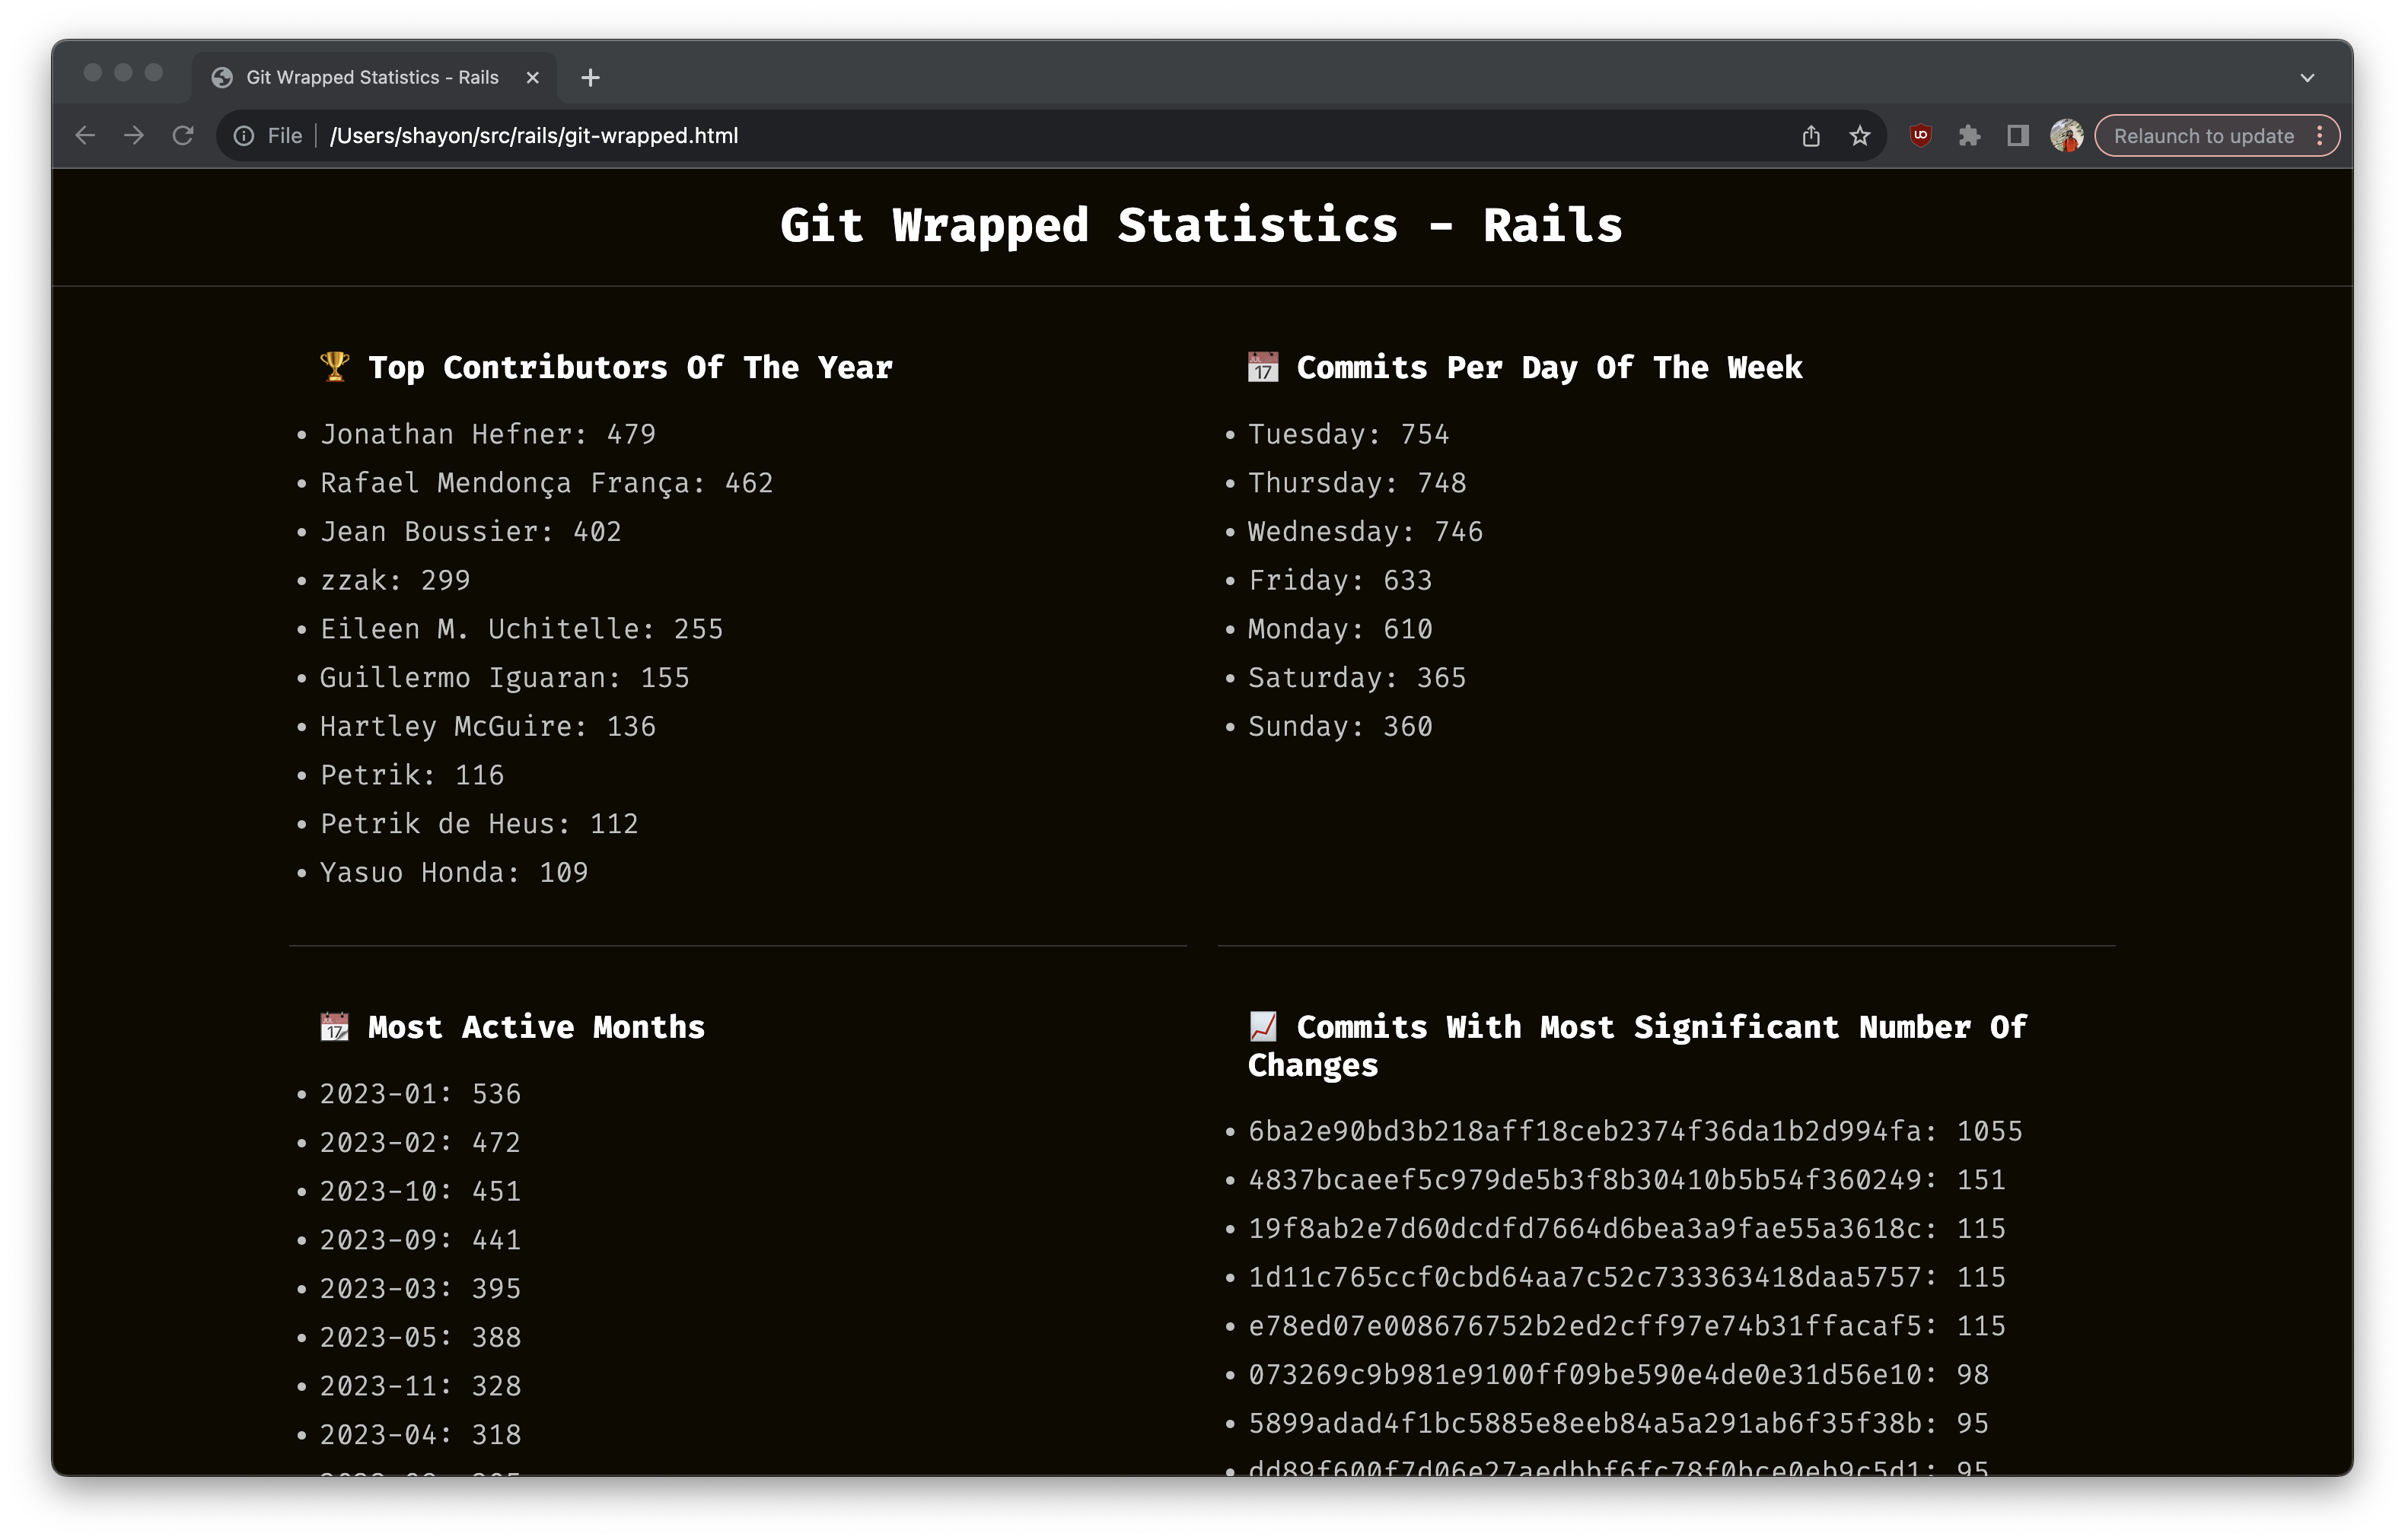 Git Wrapped Statistics - Rails
File
/Users/shayon/src/rails/git-wrapped.html
Relaunch to update
Git Wrapped Statistics - Rails
🏆 Top Contributors Of The Year
• Jonathan Hefner: 479
• Rafael Mendonça França: 462
• Jean Boussier: 402
• zzak: 299
• Eileen M. Uchitelle: 255
• Guillermo Iguaran: 155
• Hartley McGuire: 136
• Petrik: 116
• Petrik de Heus: 112
• Yasuo Honda: 109
📅 Commits Per Day Of The Week
• Tuesday: 754
• Thursday: 748
• Wednesday: 746
• Friday: 633
• Monday: 610
• Saturday: 365
• Sunday: 360
📆 Most Active Months
• 2023-01: 536
• 2023-02: 472
• 2023-10: 451
• 2023-09: 441
• 2023-03: 395
• 2023-05: 388
• 2023-11: 328
• 2023-04: 318
📈 Commits With Most Significant Number Of
Changes
• 6ba2e90bd3b218aff18ceb2374f36da1b2d994fa: 1055
• 4837bcaeef5c979de5b3f8b30410b5b54f360249: 151
• 19f8ab2e7d60dcdfd7664d6bea3a9fae55a3618c: 115
• 1d11c765ccf0cbd64aa7c52c733363418daa5757: 115
• e78ed07e008676752b2ed2cff97e74b31ffacaf5: 115
• 073269c9b981e9100ff09be590e4de0e31d56e10: 98
• 5899adad4f1bc5885e8eeb84a5a291ab6f35f38b: 95
• dd89f600f7d06e27aedbbf6fc78f0bce0eb9c5d1: 95